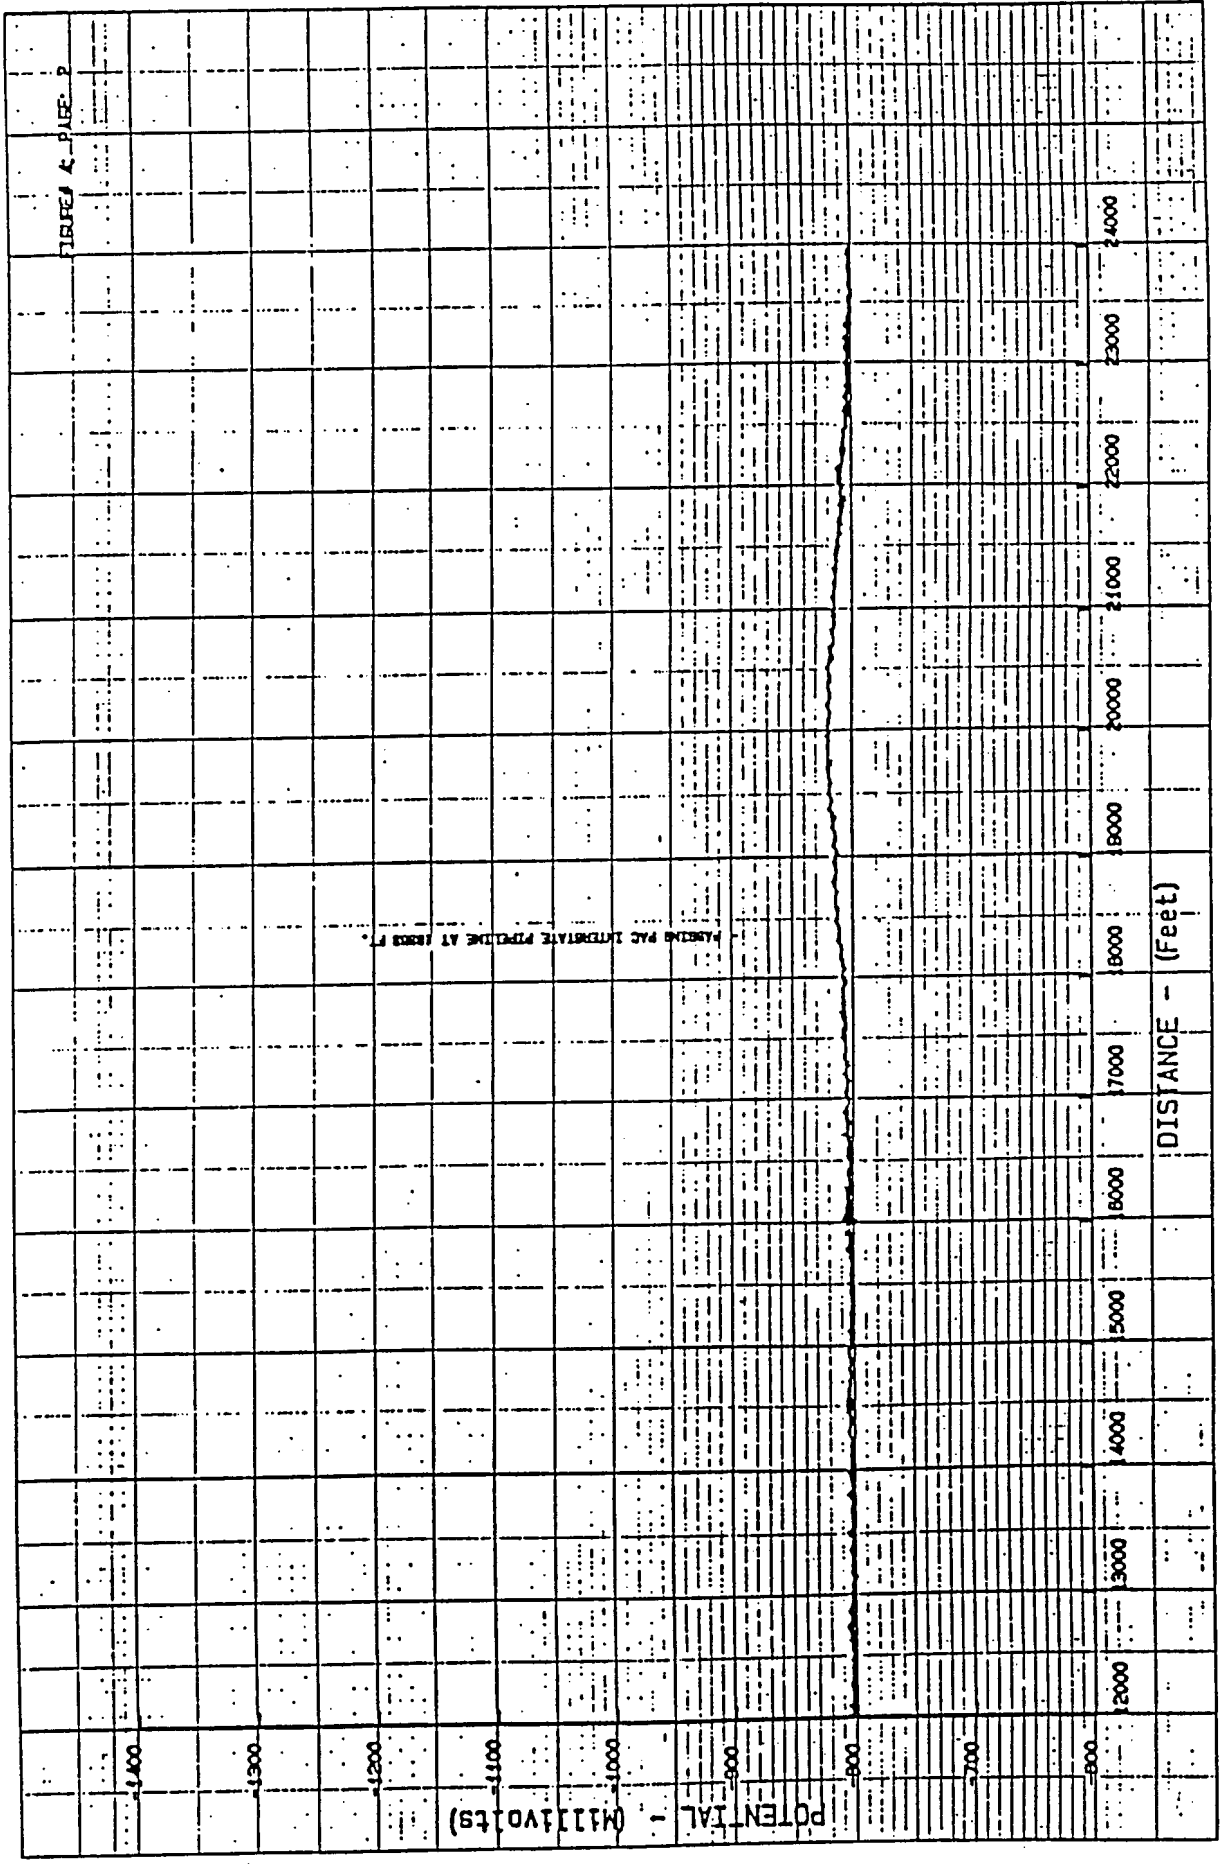 FIGURE# 4, PAGE: 2
POTENTIAL - (Millivolts)
-1400
-1300
-1200
-1100
-1000
-900
-800
-700
-600
- PASSING PAC INTERSTATE PIPELINE AT FT.
12000 13000 14000 15000 16000 17000 18000 19000 20000 21000 22000 23000 24000
DISTANCE - (Feet)